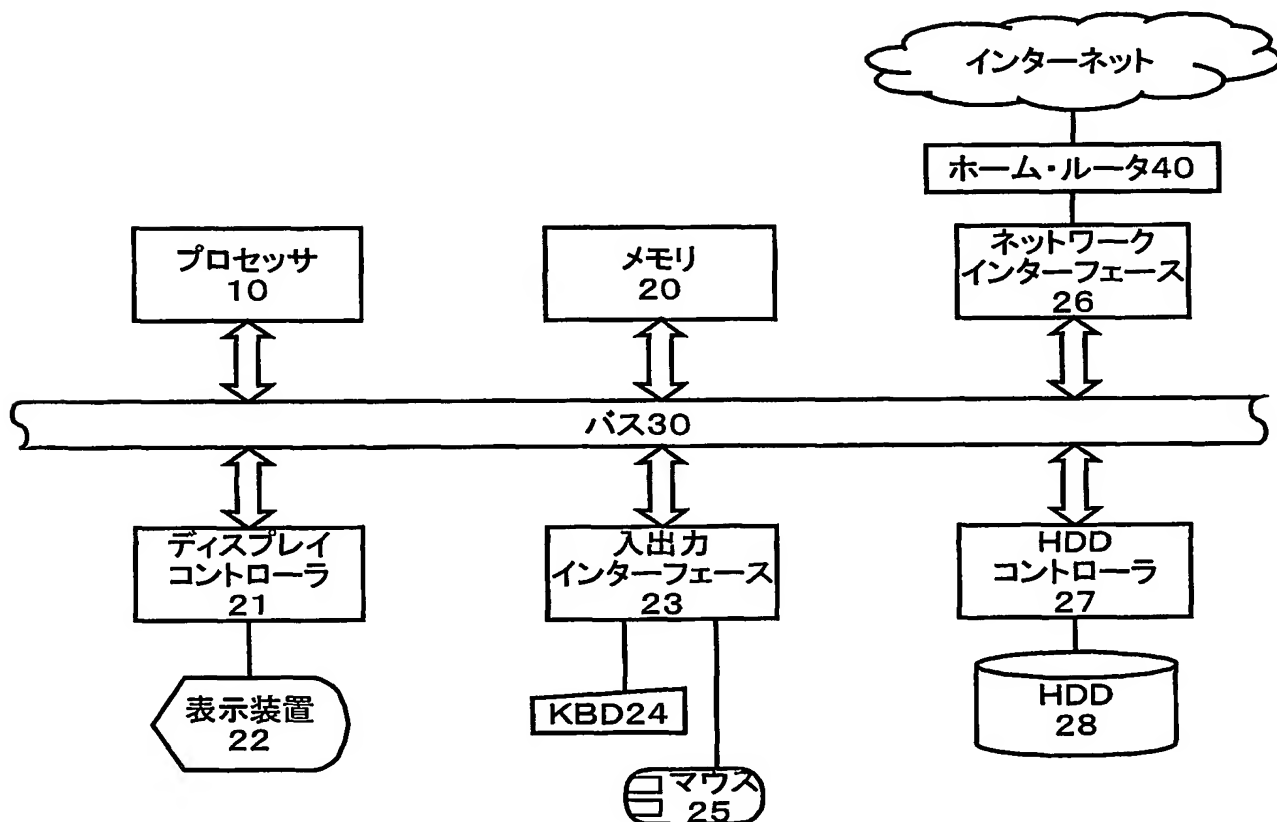 インターネット
ホーム・ルータ40
プロセッサ
10
メモリ
20
ネットワーク
インターフェース
26
バス30
ディスプレイ
コントローラ
21
入出力
インターフェース
23
HDD
コントローラ
27
表示装置
22
KBD24
マウス
25
HDD
28